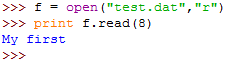 >>> f = open("test.dat","r")
>>> print f.read(8)
My first
>>>